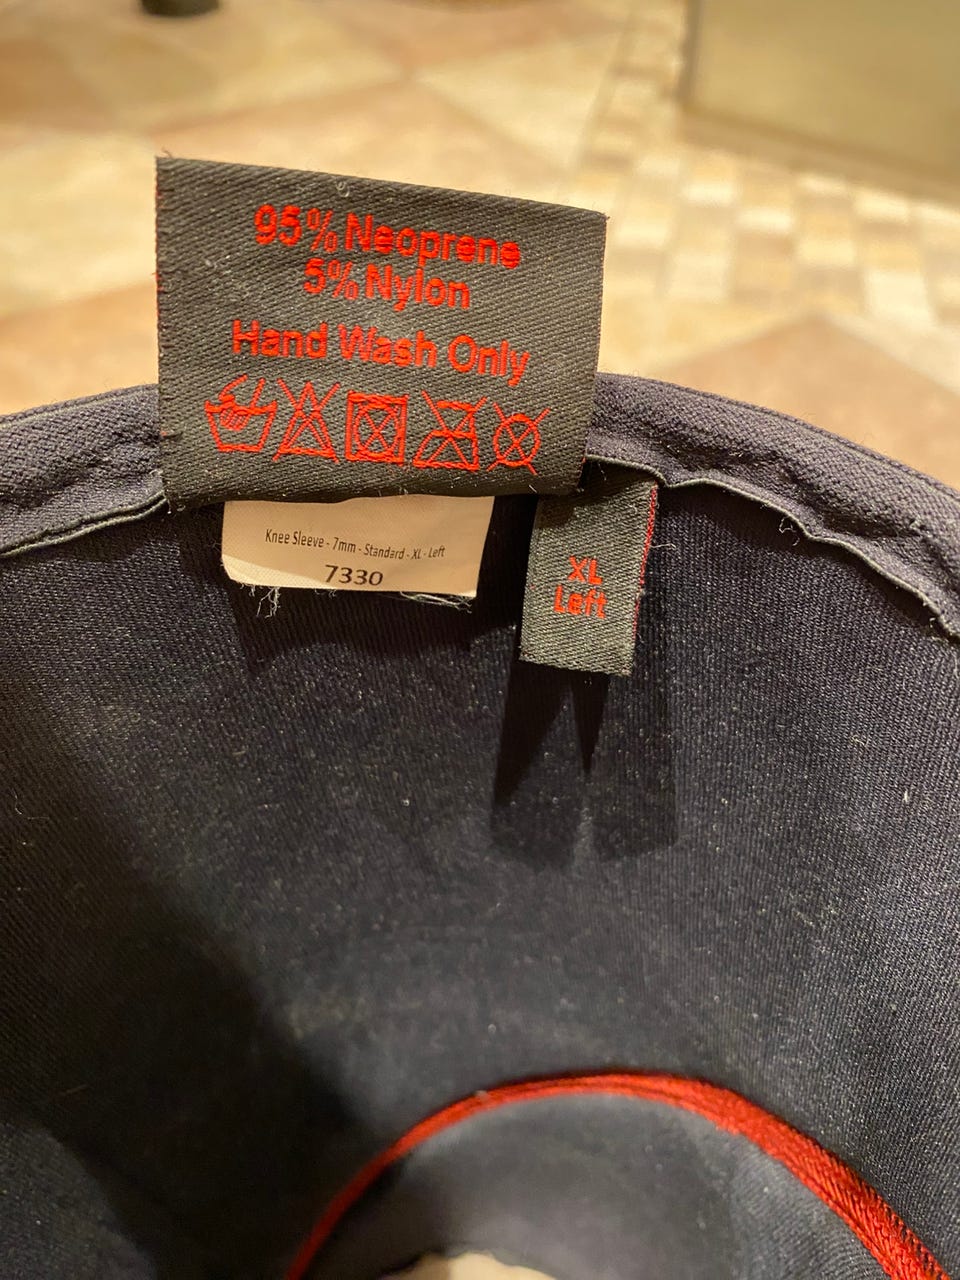 95% Neoprene
5% Nylon
Hand Wash Only
Knee Sleeve - 7mm - Standard - XL - Left
7330
XL
Left